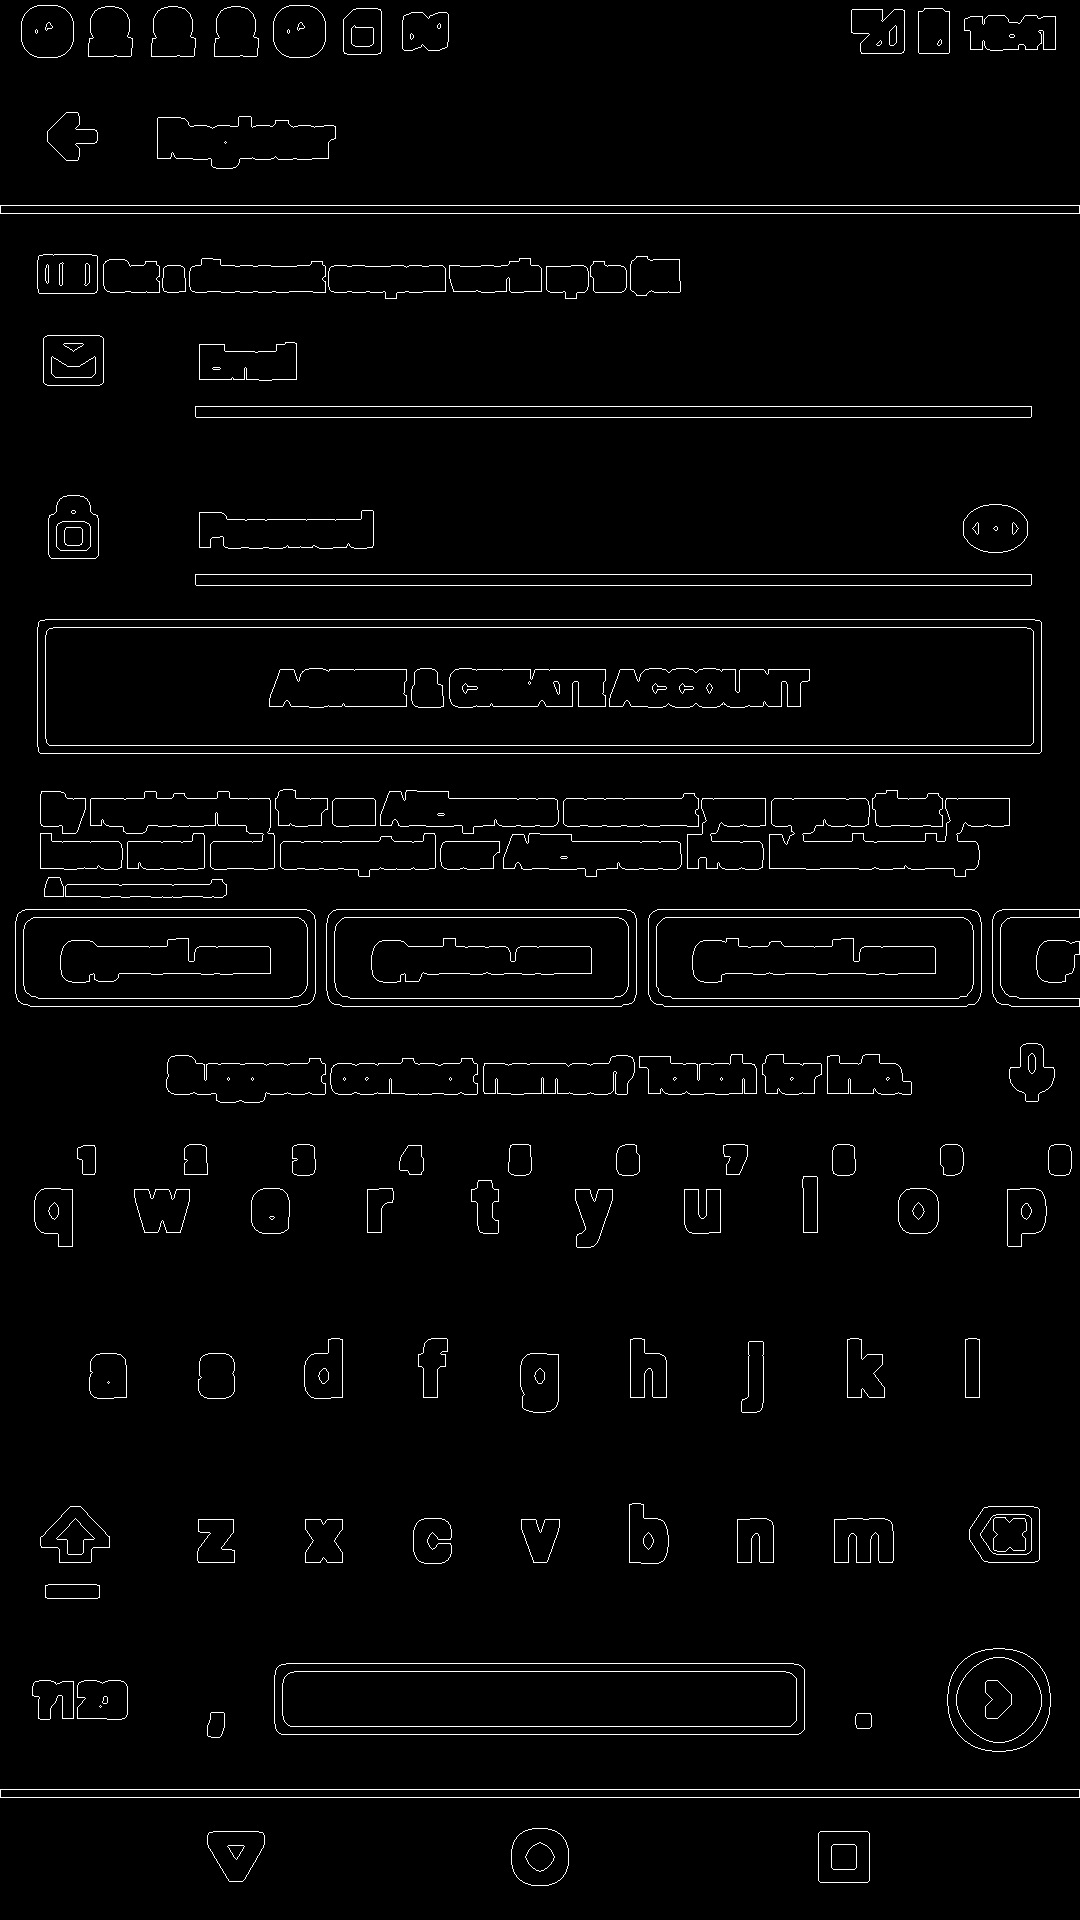 Register
Get a discount coupon worth up to
Email
Password
AGREE & CREATE ACCOUNT
By registering for an AliExpress account, you agree that you
have read and accepted our AliExpress Free Membership
Agreement
Suggest contact names? Touch for info.
1 2 3 4 5 6 7 8 9 0
q w e r t y u i o p
a s d f g h j k l
z x c v b n m
?123 , .